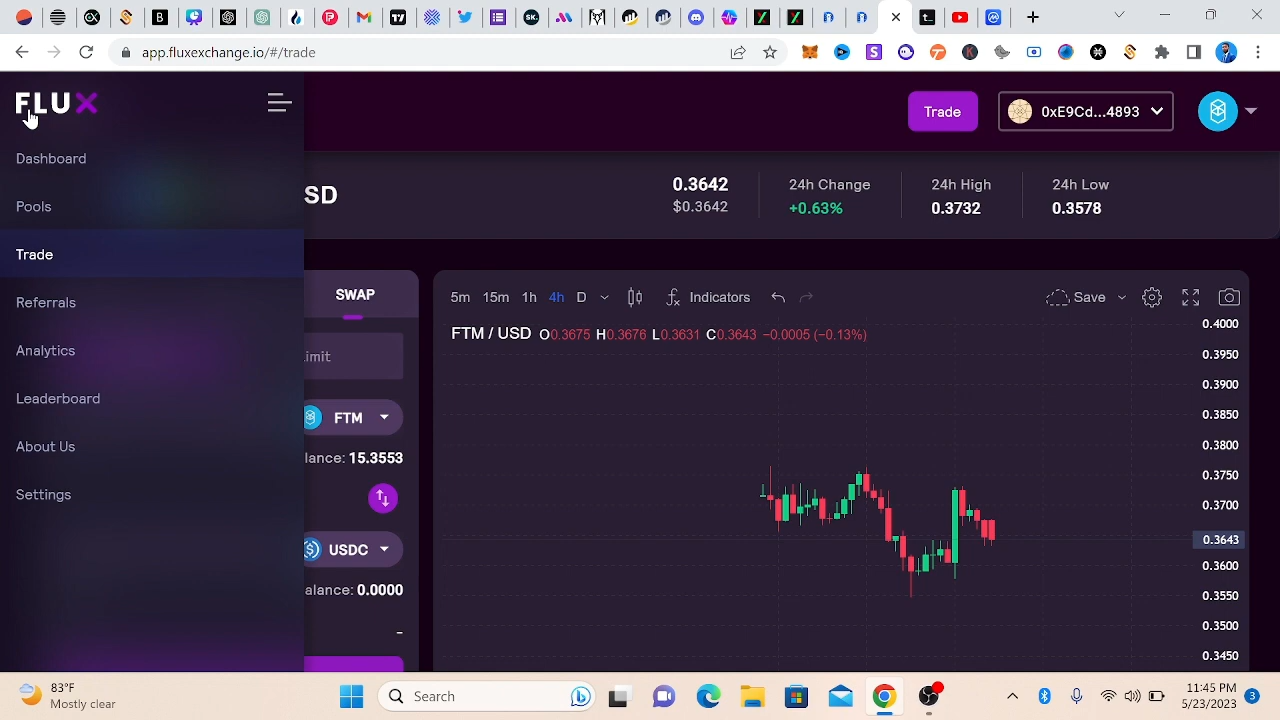 app.fluxexchange.io/#/trade
FLUX
Dashboard
Pools
Trade
Referrals
Analytics
Leaderboard
About Us
Settings
Trade
0xE9Cd...4893
SD
0.3642
$0.3642
24h Change
+0.63%
24h High
0.3732
24h Low
0.3578
SWAP
imit
FTM
lance: 15.3553
USDC
alance: 0.0000
–
5m 15m 1h 4h D Indicators Save
FTM / USD O0.3675 H0.3676 L0.3631 C0.3643 −0.0005 (−0.13%)
0.4000
0.3950
0.3900
0.3850
0.3800
0.3750
0.3700
0.3643
0.3600
0.3550
0.3500
0.3450
83°F
Mostly clear
Search
11:45 PM
5/23/2023
3